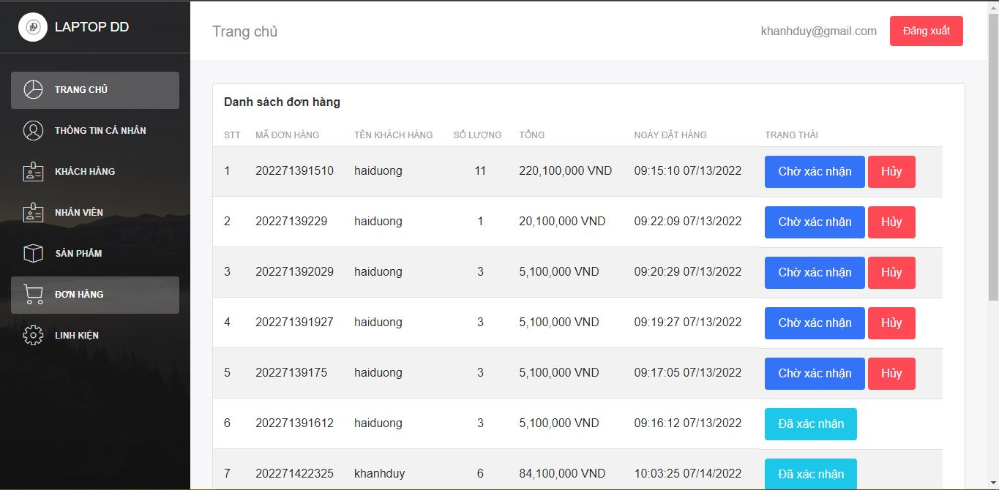 LAPTOP DD
TRANG CHỦ
THÔNG TIN CÁ NHÂN
KHÁCH HÀNG
NHÂN VIÊN
SẢN PHẨM
ĐƠN HÀNG
LINH KIỆN
Trang chủ khanhduy@gmail.com Đăng xuất
Danh sách đơn hàng
STT MÃ ĐƠN HÀNG TÊN KHÁCH HÀNG SỐ LƯỢNG TỔNG NGÀY ĐẶT HÀNG TRẠNG THÁI
1 202271391510 haiduong 11 220,100,000 VND 09:15:10 07/13/2022 Chờ xác nhận Hủy
2 20227139229 haiduong 1 20,100,000 VND 09:22:09 07/13/2022 Chờ xác nhận Hủy
3 202271392029 haiduong 3 5,100,000 VND 09:20:29 07/13/2022 Chờ xác nhận Hủy
4 202271391927 haiduong 3 5,100,000 VND 09:19:27 07/13/2022 Chờ xác nhận Hủy
5 20227139175 haiduong 3 5,100,000 VND 09:17:05 07/13/2022 Chờ xác nhận Hủy
6 202271391612 haiduong 3 5,100,000 VND 09:16:12 07/13/2022 Đã xác nhận
7 202271422325 khanhduy 6 84,100,000 VND 10:03:25 07/14/2022 Đã xác nhận